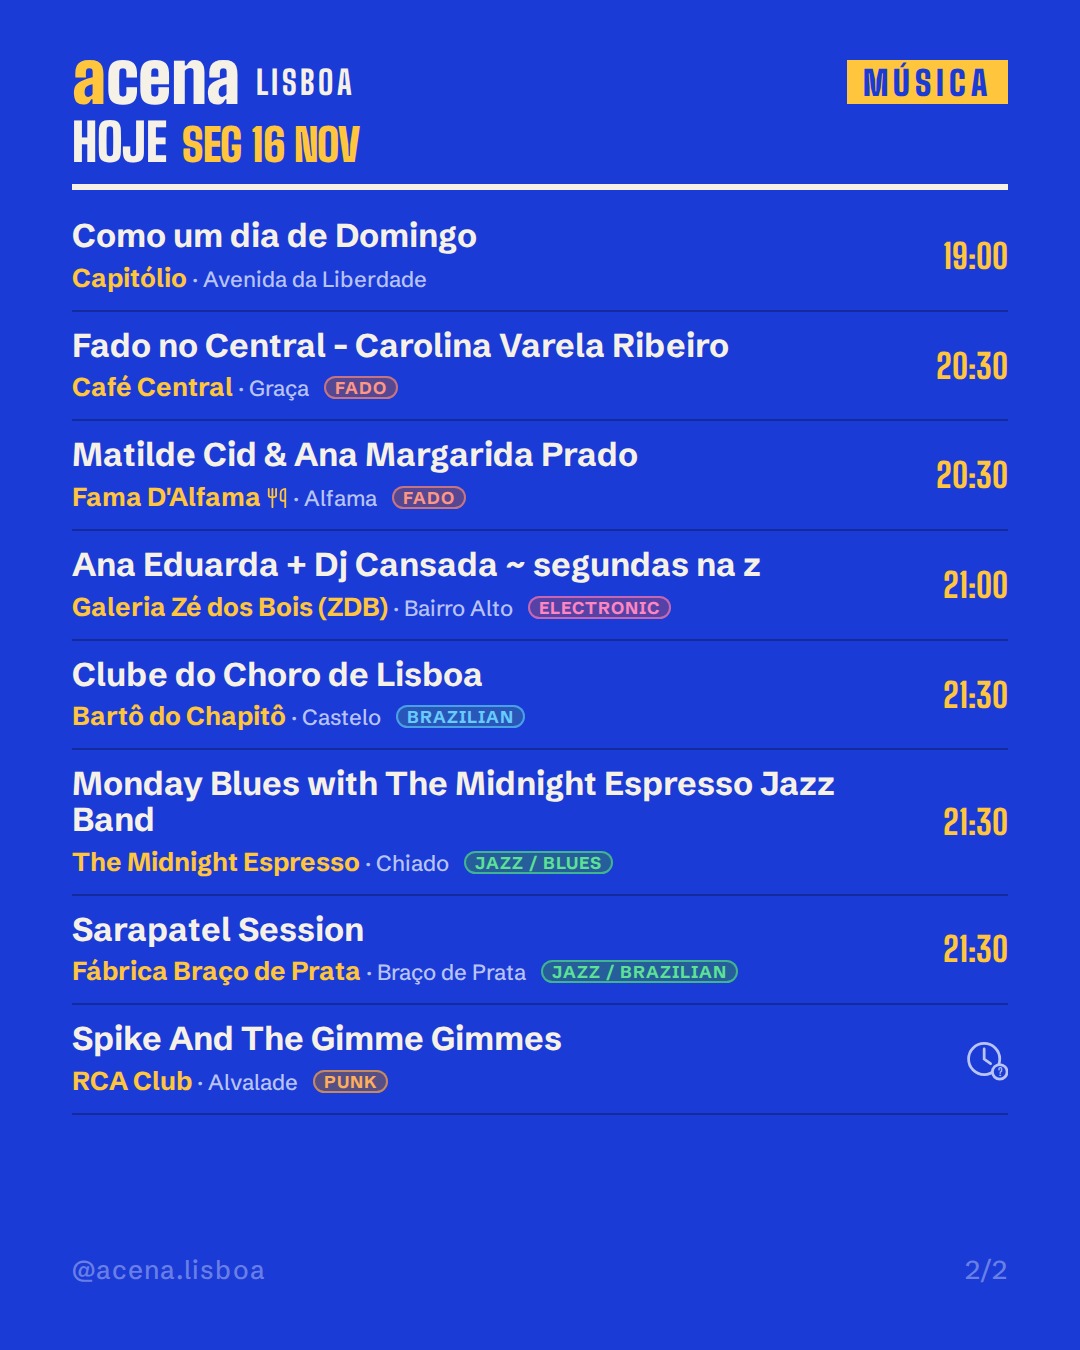 acena LISBOA
MÚSICA
HOJE SEG 16 NOV
Como um dia de Domingo
Capitólio · Avenida da Liberdade
19:00
Fado no Central - Carolina Varela Ribeiro
Café Central · Graça FADO
20:30
Matilde Cid & Ana Margarida Prado
Fama D'Alfama · Alfama FADO
20:30
Ana Eduarda + Dj Cansada ~ segundas na z
Galeria Zé dos Bois (ZDB) · Bairro Alto ELECTRONIC
21:00
Clube do Choro de Lisboa
Bartô do Chapitô · Castelo BRAZILIAN
21:30
Monday Blues with The Midnight Espresso Jazz
Band
The Midnight Espresso · Chiado JAZZ / BLUES
21:30
Sarapatel Session
Fábrica Braço de Prata · Braço de Prata JAZZ / BRAZILIAN
21:30
Spike And The Gimme Gimmes
RCA Club · Alvalade PUNK
?
@acena.lisboa
2/2